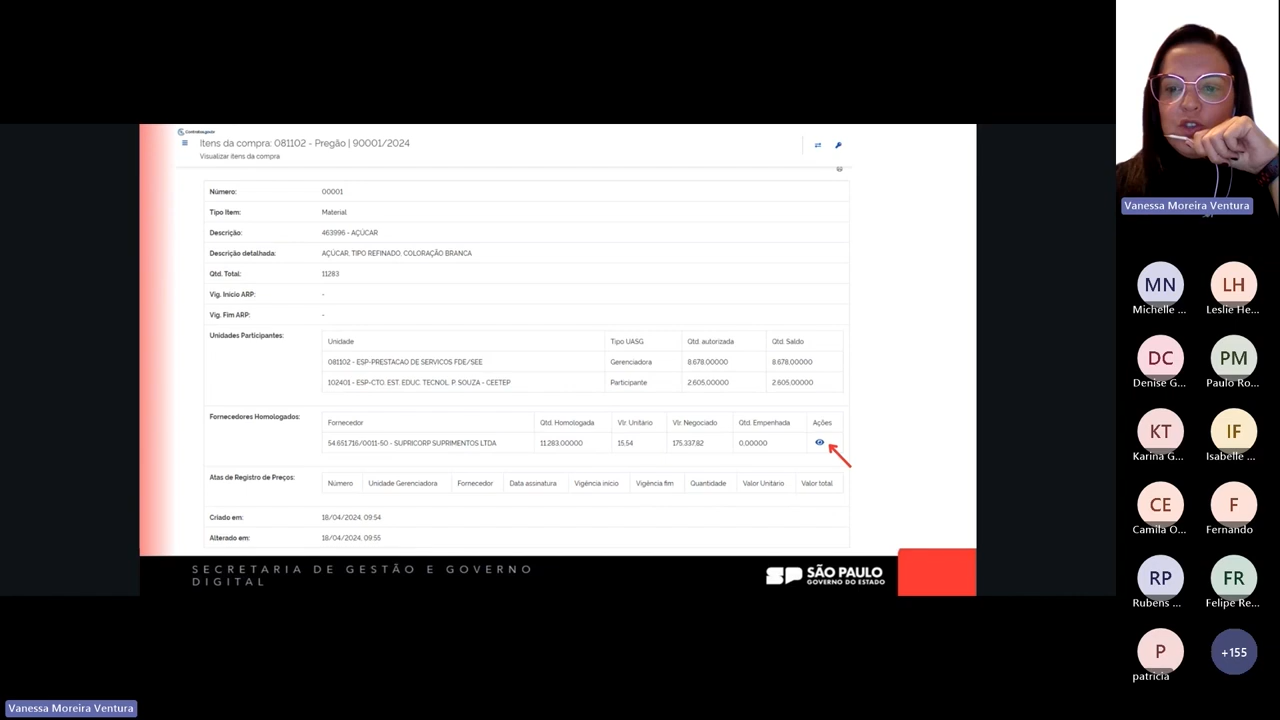 Contratos.gov.br
Itens da compra: 081102 - Pregão | 90001/2024
Visualizar itens da compra
Número: 00001
Tipo Item: Material
Descrição: 463996 - AÇÚCAR
Descrição detalhada: AÇÚCAR, TIPO REFINADO, COLORAÇÃO BRANCA
Qtd. Total: 11283
Vig. Início ARP: -
Vig. Fim ARP: -
Unidades Participantes:
Unidade Tipo UASG Qtd. autorizada Qtd. Saldo
081102 - ESP-PRESTACAO DE SERVICOS FDE/SEE Gerenciadora 8.678,00000 8.678,00000
102401 - ESP-CTO. EST. EDUC. TECNOL. P. SOUZA - CEETEP Participante 2.605,00000 2.605,00000
Fornecedores Homologados:
Fornecedor Qtd. Homologada Vlr. Unitário Vlr. Negociado Qtd. Empenhada Ações
54.651.716/0011-50 - SUPRICORP SUPRIMENTOS LTDA 11.283,00000 15,54 175.337,82 0,00000
Atas de Registro de Preços:
Número Unidade Gerenciadora Fornecedor Data assinatura Vigência início Vigência fim Quantidade Valor Unitário Valor total
Criado em: 18/04/2024, 09:54
Alterado em: 18/04/2024, 09:55
SECRETARIA DE GESTÃO E GOVERNO
DIGITAL
SP SÃO PAULO
GOVERNO DO ESTADO
Vanessa Moreira Ventura
MN LH
Michelle ... Leslie He...
DC PM
Denise G... Paulo Ro...
KT IF
Karina G... Isabelle ...
CE F
Camila O... Fernando
RP FR
Rubens ... Felipe Re...
P +155
patricia
Vanessa Moreira Ventura